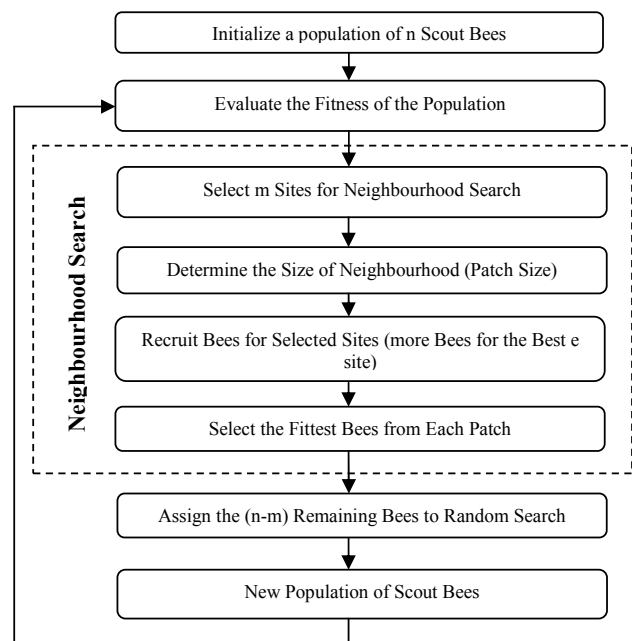 Initialize a population of n Scout Bees
Evaluate the Fitness of the Population
Neighbourhood Search
Select m Sites for Neighbourhood Search
Determine the Size of Neighbourhood (Patch Size)
Recruit Bees for Selected Sites (more Bees for the Best e
site)
Select the Fittest Bees from Each Patch
Assign the (n-m) Remaining Bees to Random Search
New Population of Scout Bees